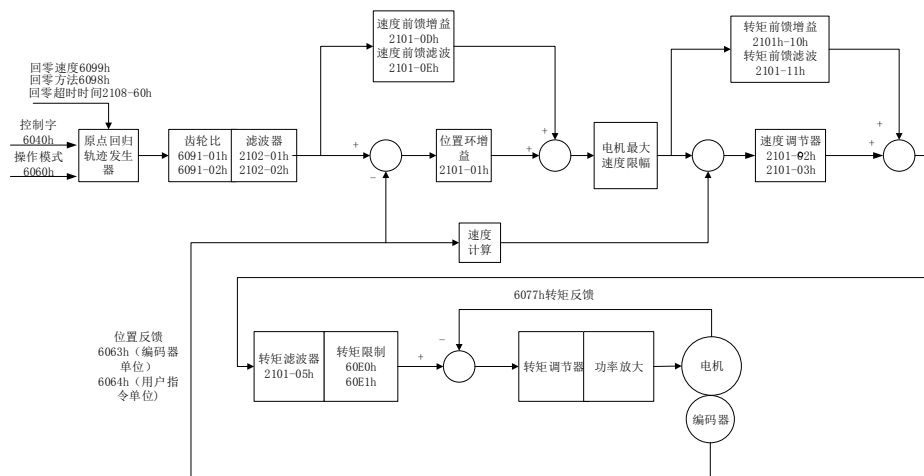 回零速度6099h
回零方法6098h
回零超时时间2108-60h
控制字
6040h
操作模式
6060h
原点回归
轨迹发生
器
齿轮比
6091-01h
6091-02h
滤波器
2102-01h
2102-02h
速度前馈增益
2101-0Dh
速度前馈滤波
2101-0Eh
+
−
位置环增
益
2101-01h
+
+
电机最大
速度限幅
转矩前馈增益
2101h-10h
转矩前馈滤波
2101-11h
速度调节器
2101-02h
2101-03h
+
+
速度
计算
位置反馈
6063h（编码器
单位）
6064h（用户指
令单位)
转矩滤波器
2101-05h
转矩限制
60E0h
60E1h
+
−
6077h转矩反馈
转矩调节器
功率放大
电机
编码器